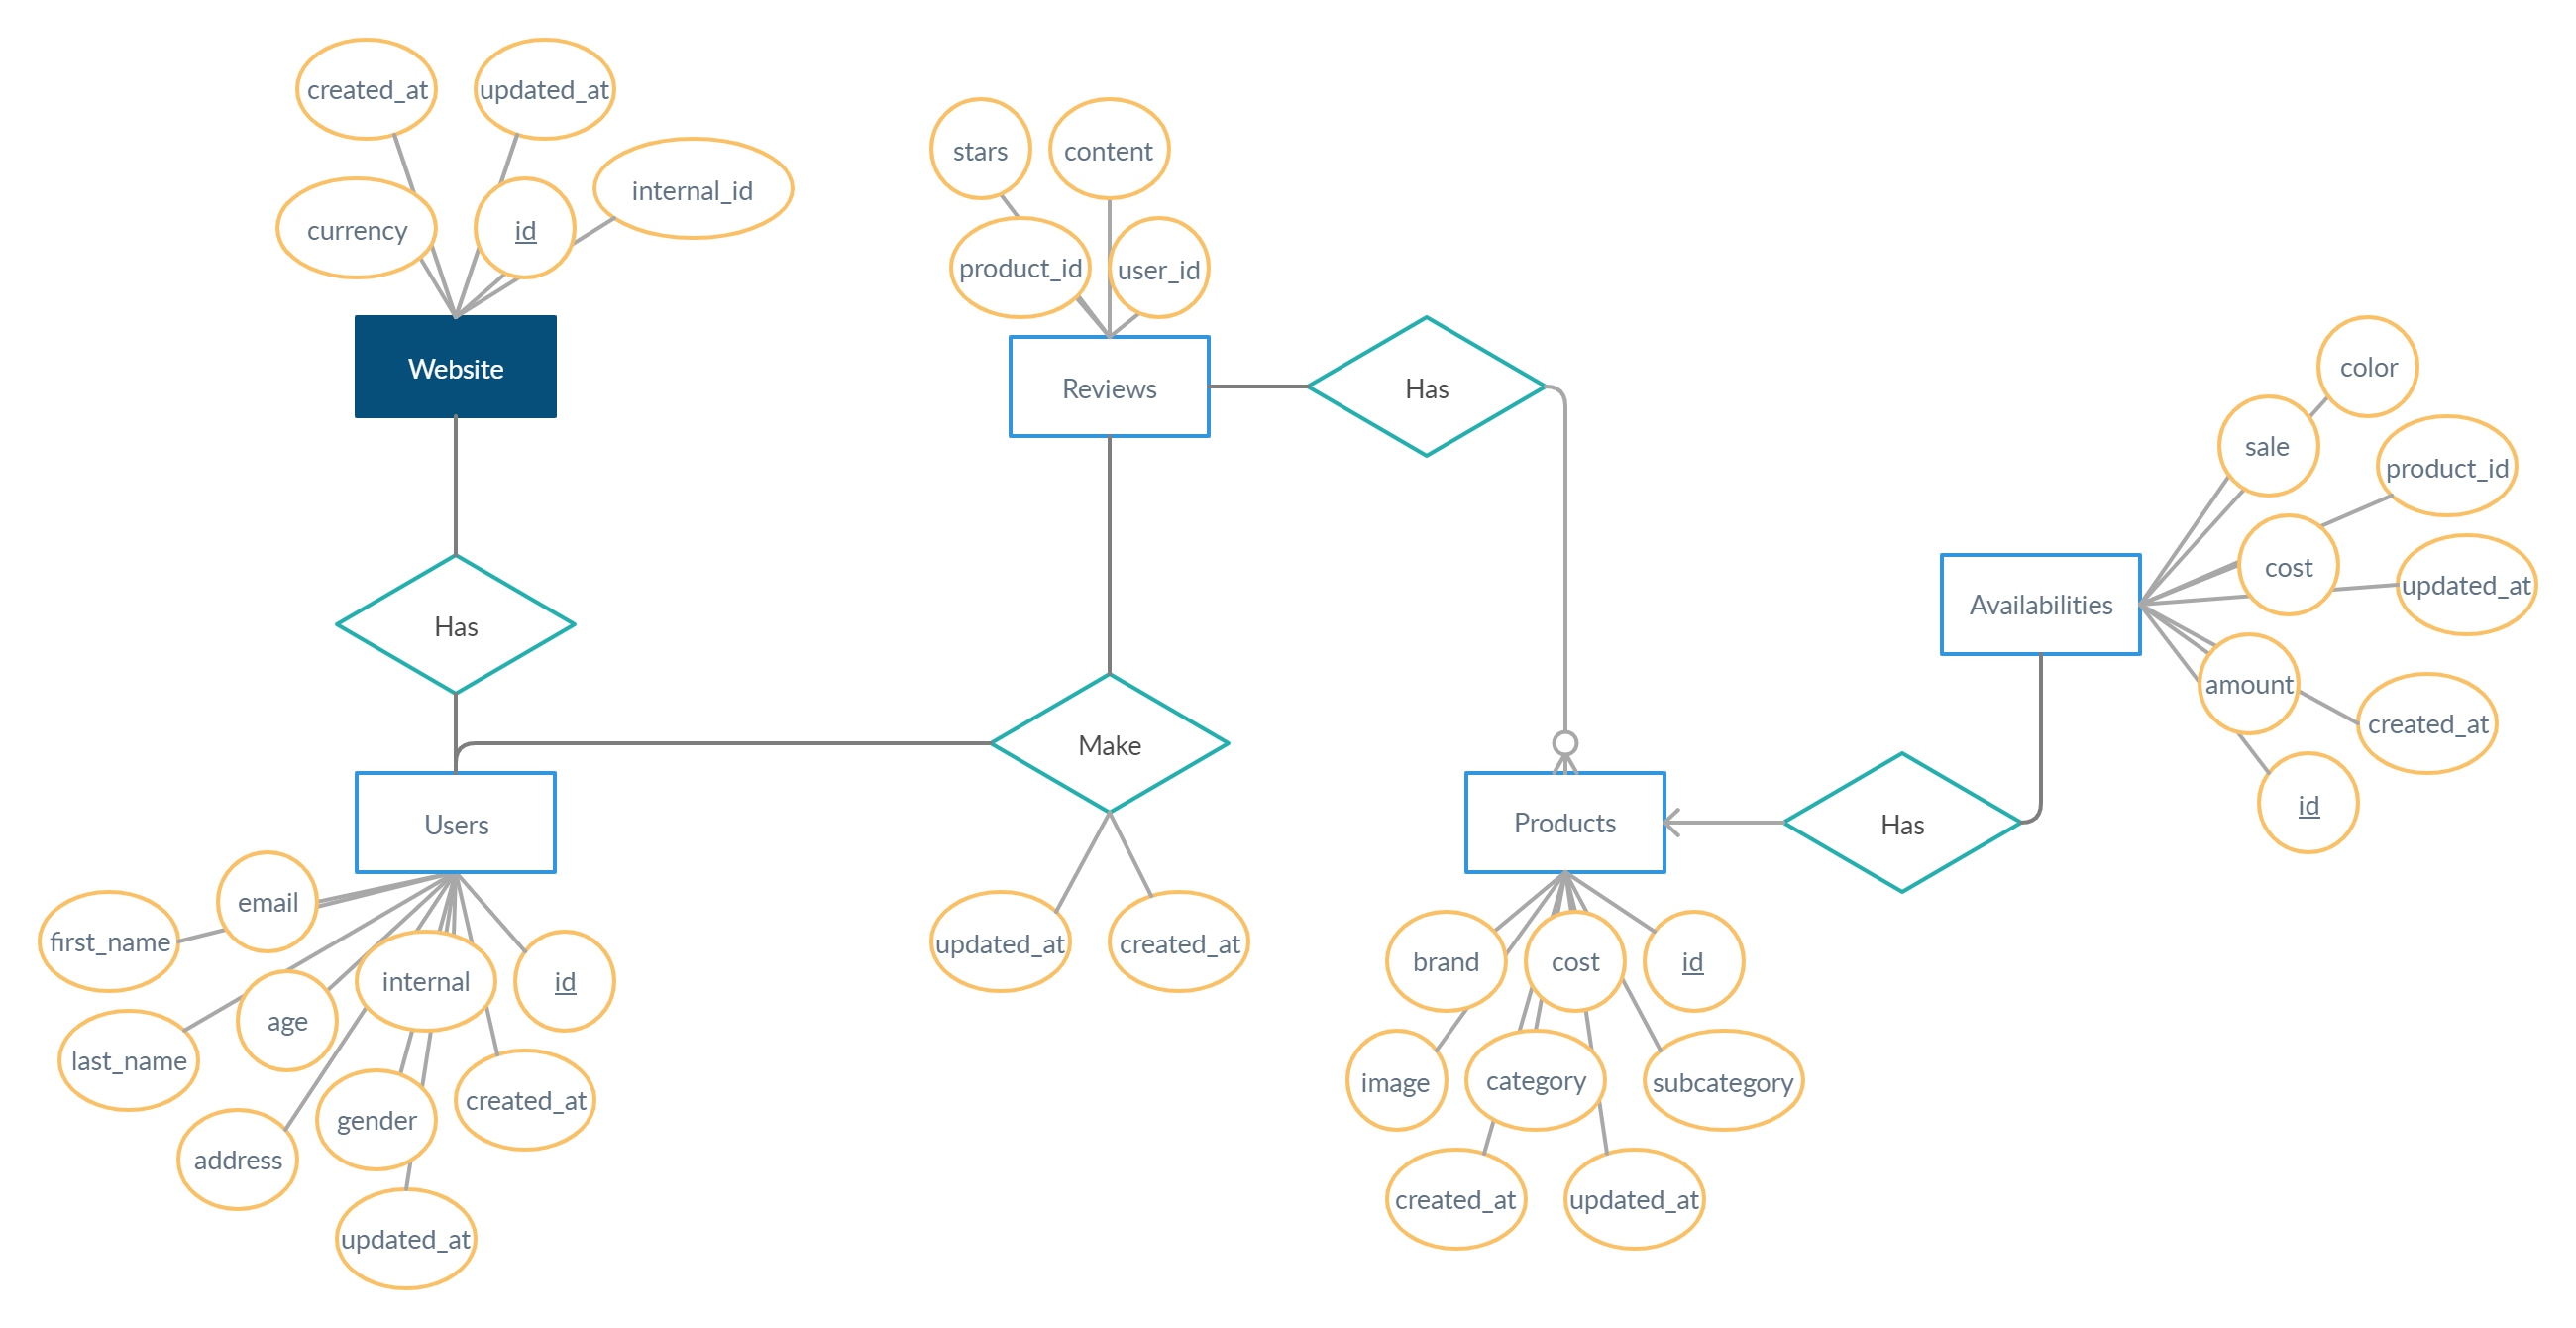 created_at
updated_at
internal_id
currency
id
Website
Has
Users
email
first_name
internal
id
age
last_name
created_at
gender
address
updated_at
stars
content
product_id
user_id
Reviews
Has
Make
updated_at
created_at
Products
brand
cost
id
image
category
subcategory
created_at
updated_at
Has
Availabilities
color
sale
product_id
cost
updated_at
amount
created_at
id